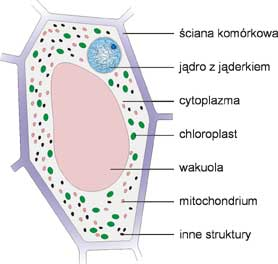 ściana komórkowa
jądro z jąderkiem
cytoplazma
chloroplast
wakuola
mitochondrium
inne struktury